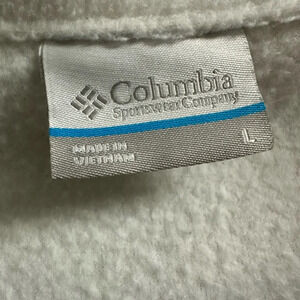 Columbia
Sportswear Company
MADE IN
VIETNAM
L